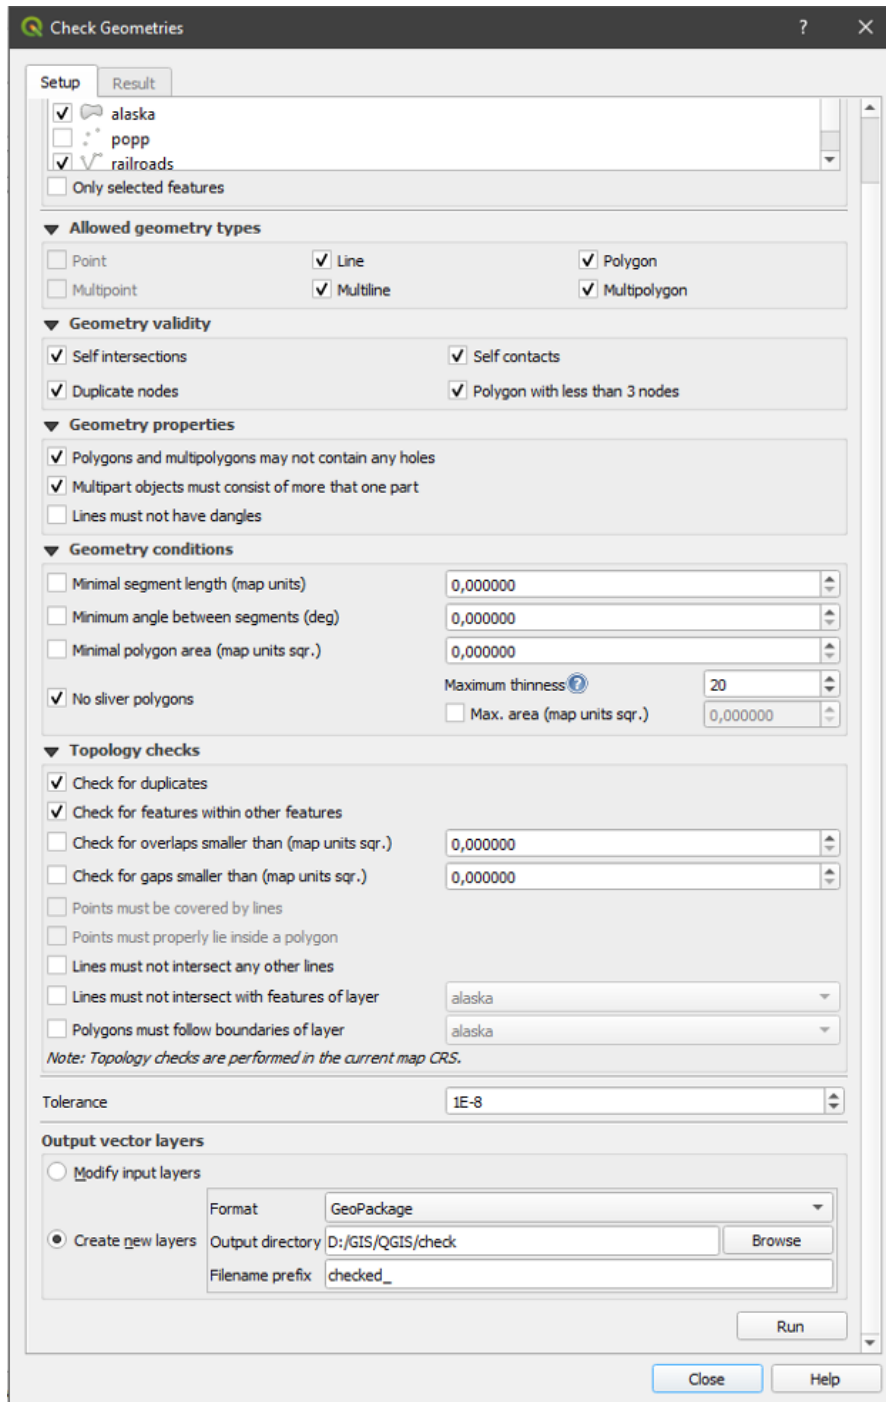 Check Geometries ? ×
Setup Result
alaska
popp
railroads
Only selected features
Allowed geometry types
Point Line Polygon
Multipoint Multiline Multipolygon
Geometry validity
Self intersections Self contacts
Duplicate nodes Polygon with less than 3 nodes
Geometry properties
Polygons and multipolygons may not contain any holes
Multipart objects must consist of more that one part
Lines must not have dangles
Geometry conditions
Minimal segment length (map units) 0,000000
Minimum angle between segments (deg) 0,000000
Minimal polygon area (map units sqr.) 0,000000
No sliver polygons Maximum thinness ? 20
Max. area (map units sqr.) 0,000000
Topology checks
Check for duplicates
Check for features within other features
Check for overlaps smaller than (map units sqr.) 0,000000
Check for gaps smaller than (map units sqr.) 0,000000
Points must be covered by lines
Points must properly lie inside a polygon
Lines must not intersect any other lines
Lines must not intersect with features of layer alaska
Polygons must follow boundaries of layer alaska
Note: Topology checks are performed in the current map CRS.
Tolerance 1E-8
Output vector layers
Modify input layers
Format GeoPackage
Create new layers Output directory D:/GIS/QGIS/check Browse
Filename prefix checked_
Run
Close Help